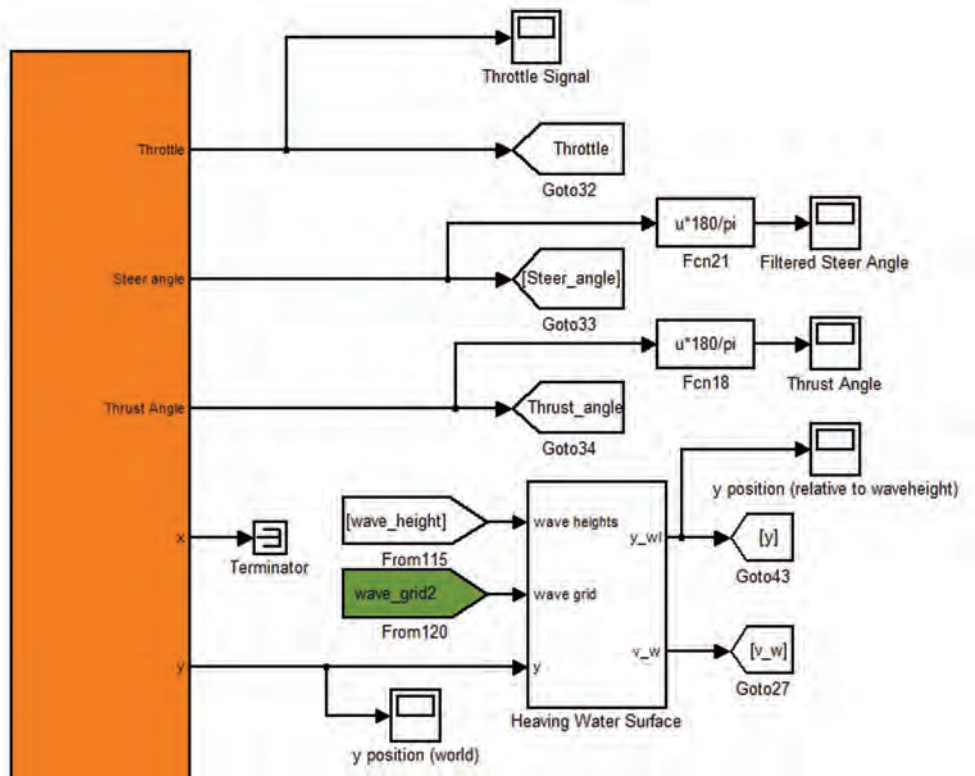 Throttle Signal
Throttle
Throttle
Goto32
u*180/pi
Fcn21
Filtered Steer Angle
Steer angle
[Steer_angle]
Goto33
u*180/pi
Fcn18
Thrust Angle
Thrust Angle
Thrust_angle
Goto34
y position (relative to waveheight)
[wave_height]
From115
wave heights
y_wl
[y]
Goto43
x
Terminator
wave_grid2
From120
wave grid
v_w
[v_w]
Goto27
y
y
Heaving Water Surface
y position (world)